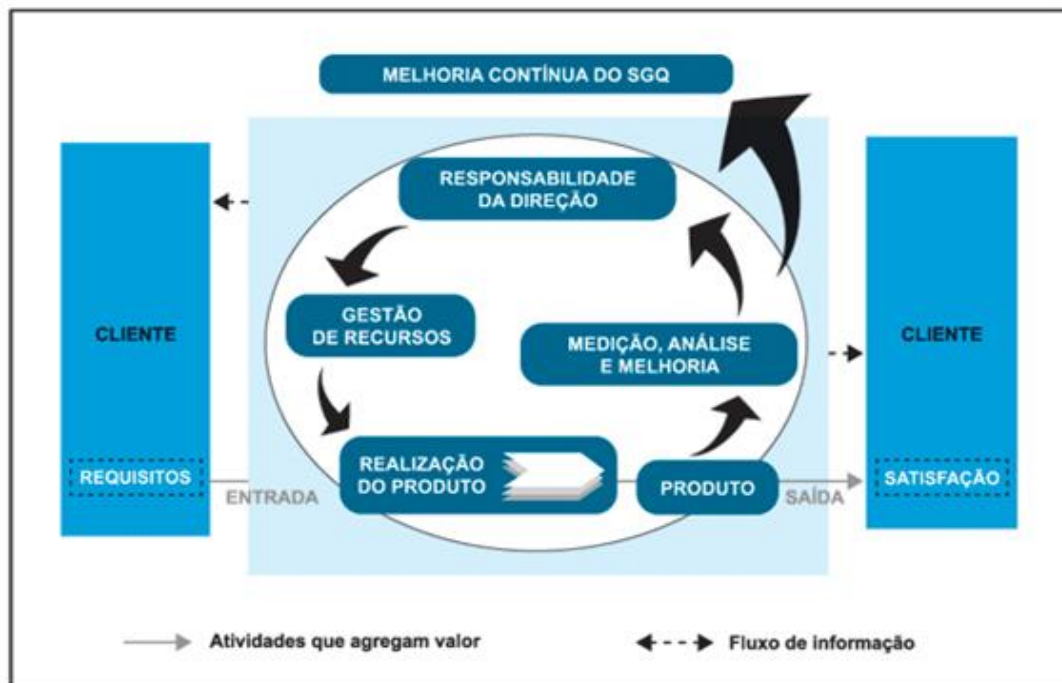 MELHORIA CONTÍNUA DO SGQ
RESPONSABILIDADE
DA DIREÇÃO
CLIENTE
GESTÃO
DE RECURSOS
MEDIÇÃO, ANÁLISE
E MELHORIA
CLIENTE
REQUISITOS
ENTRADA
REALIZAÇÃO
DO PRODUTO
PRODUTO
SAÍDA
SATISFAÇÃO
Atividades que agregam valor
Fluxo de informação